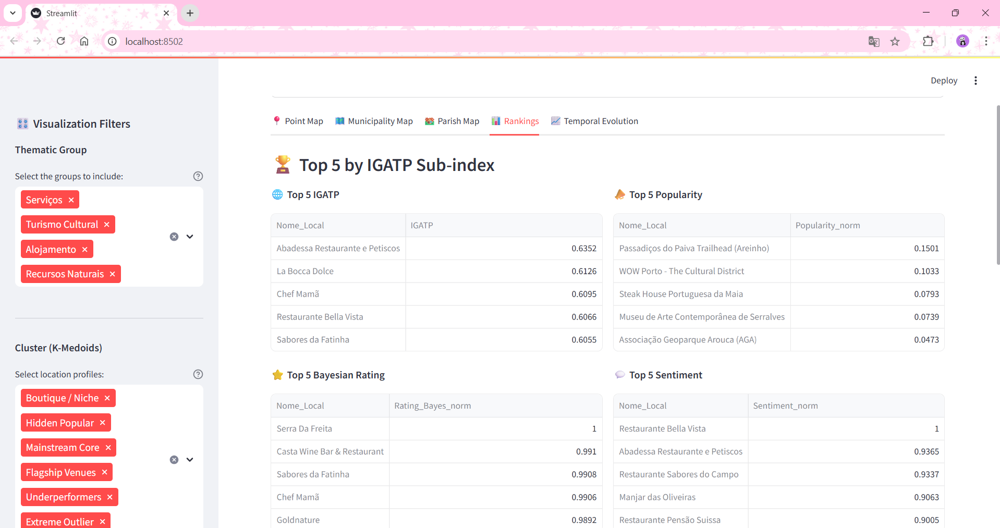 Streamlit
localhost:8502
Deploy
Visualization Filters
Thematic Group
Select the groups to include:
Serviços
Turismo Cultural
Alojamento
Recursos Naturais
Cluster (K-Medoids)
Select location profiles:
Boutique / Niche
Hidden Popular
Mainstream Core
Flagship Venues
Underperformers
Extreme Outlier
Point Map Municipality Map Parish Map Rankings Temporal Evolution
Top 5 by IGATP Sub-index
Top 5 IGATP
Nome_Local IGATP
Abadessa Restaurante e Petiscos 0.6352
La Bocca Dolce 0.6126
Chef Mamã 0.6095
Restaurante Bella Vista 0.6066
Sabores da Fatinha 0.6055
Top 5 Popularity
Nome_Local Popularity_norm
Passadiços do Paiva Trailhead (Areinho) 0.1501
WOW Porto - The Cultural District 0.1033
Steak House Portuguesa da Maia 0.0793
Museu de Arte Contemporânea de Serralves 0.0739
Associação Geoparque Arouca (AGA) 0.0473
Top 5 Bayesian Rating
Nome_Local Rating_Bayes_norm
Serra Da Freita 1
Casta Wine Bar & Restaurant 0.991
Sabores da Fatinha 0.9908
Chef Mamã 0.9906
Goldnature 0.9892
Top 5 Sentiment
Nome_Local Sentiment_norm
Restaurante Bella Vista 1
Abadessa Restaurante e Petiscos 0.9365
Restaurante Sabores do Campo 0.9337
Manjar das Oliveiras 0.9063
Restaurante Pensão Suissa 0.9005